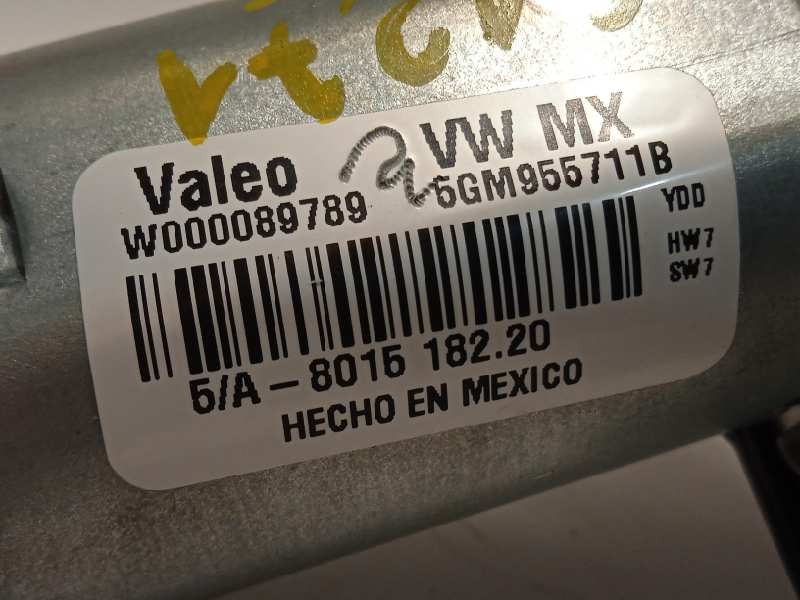 Valeo VW MX
W000089789 5GM955711B
YDD
HW7
SW7
5/A - 8015 182.20
HECHO EN MEXICO